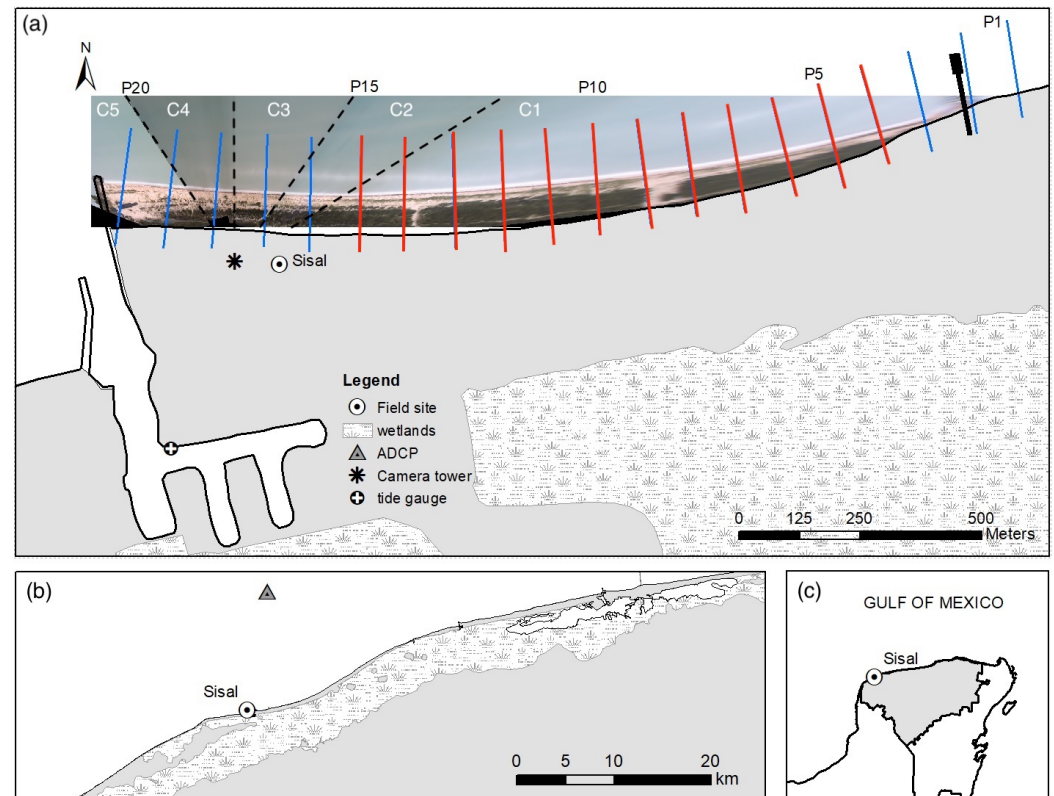 (a)
P1
N
P20
P15
P10
P5
C5
C4
C3
C2
C1
Sisal
Legend
Field site
wetlands
ADCP
Camera tower
tide gauge
0 125 250 500
Meters
(b)
Sisal
0 5 10 20
km
(c)
GULF OF MEXICO
Sisal